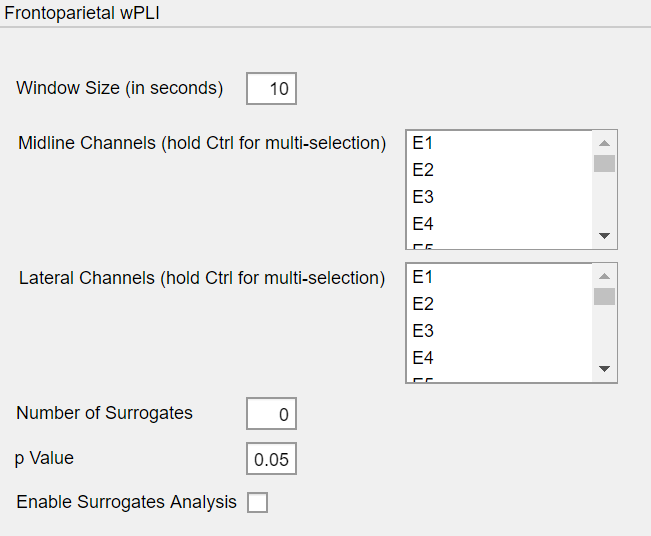 Frontoparietal wPLI
Window Size (in seconds) 10
Midline Channels (hold Ctrl for multi-selection)
E1
E2
E3
E4
Lateral Channels (hold Ctrl for multi-selection)
E1
E2
E3
E4
Number of Surrogates 0
p Value 0.05
Enable Surrogates Analysis